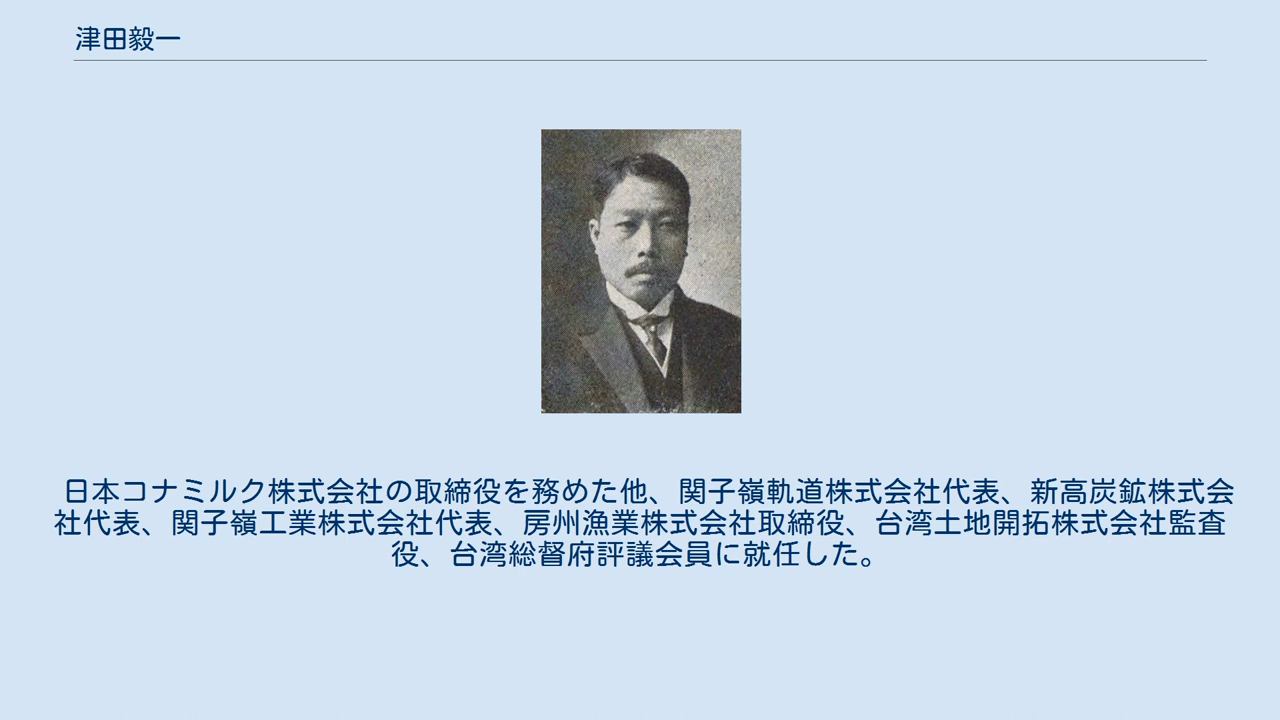 津田毅一
日本コナミルク株式会社の取締役を務めた他、関子嶺軌道株式会社代表、新高炭鉱株式会
社代表、関子嶺工業株式会社代表、房州漁業株式会社取締役、台湾土地開拓株式会社監査
役、台湾総督府評議会員に就任した。